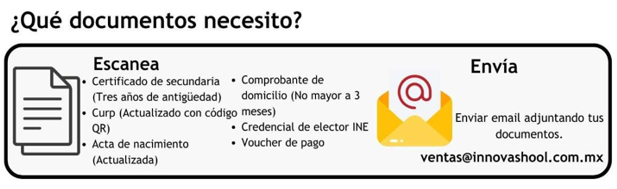 ¿Qué documentos necesito?
Escanea
• Certificado de secundaria
(Tres años de antigüedad)
• Curp (Actualizado con código
QR)
• Acta de nacimiento
(Actualizada)
• Comprobante de
domicilio (No mayor a 3
meses)
• Credencial de elector INE
• Voucher de pago
@
Envía
Enviar email adjuntando tus
documentos.
ventas@innovashool.com.mx